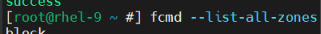 success
[root@rhel-9 ~ #] fcmd --list-all-zones
block